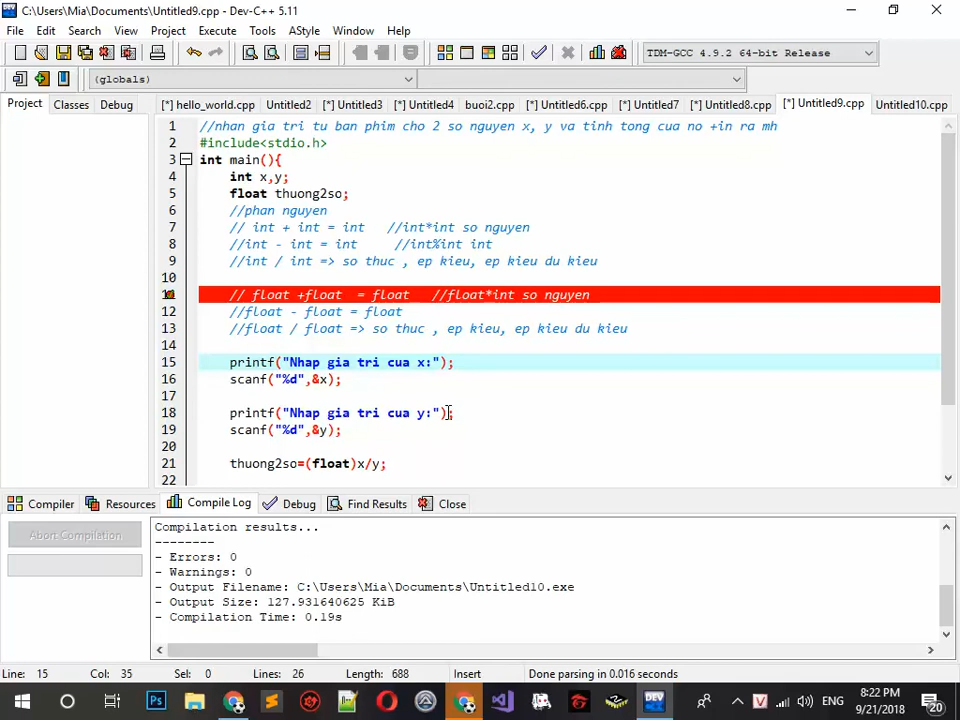 C:\Users\Mia\Documents\Untitled9.cpp - Dev-C++ 5.11
File Edit Search View Project Execute Tools AStyle Window Help
TDM-GCC 4.9.2 64-bit Release
(globals)
Project Classes Debug
[*] hello_world.cpp Untitled2 [*] Untitled3 [*] Untitled4 buoi2.cpp [*] Untitled6.cpp [*] Untitled7 [*] Untitled8.cpp [*] Untitled9.cpp Untitled10.cpp
1 //nhan gia tri tu ban phim cho 2 so nguyen x, y va tinh tong cua no +in ra mh
2 #include<stdio.h>
3 int main(){
4 int x,y;
5 float thuong2so;
6 //phan nguyen
7 // int + int = int //int*int so nguyen
8 //int - int = int //int%int int
9 //int / int => so thuc , ep kieu, ep kieu du kieu
10
// float +float = float //float*int so nguyen
12 //float - float = float
13 //float / float => so thuc , ep kieu, ep kieu du kieu
14
15 printf("Nhap gia tri cua x:");
16 scanf("%d",&x);
17
18 printf("Nhap gia tri cua y:");
19 scanf("%d",&y);
20
21 thuong2so=(float)x/y;
22
Compiler Resources Compile Log Debug Find Results Close
Abort Compilation
Compilation results...
--------
- Errors: 0
- Warnings: 0
- Output Filename: C:\Users\Mia\Documents\Untitled10.exe
- Output Size: 127.931640625 KiB
- Compilation Time: 0.19s
Line: 15 Col: 35 Sel: 0 Lines: 26 Length: 688 Insert Done parsing in 0.016 seconds
Ps
DEV
V
ENG
8:22 PM
9/21/2018
20